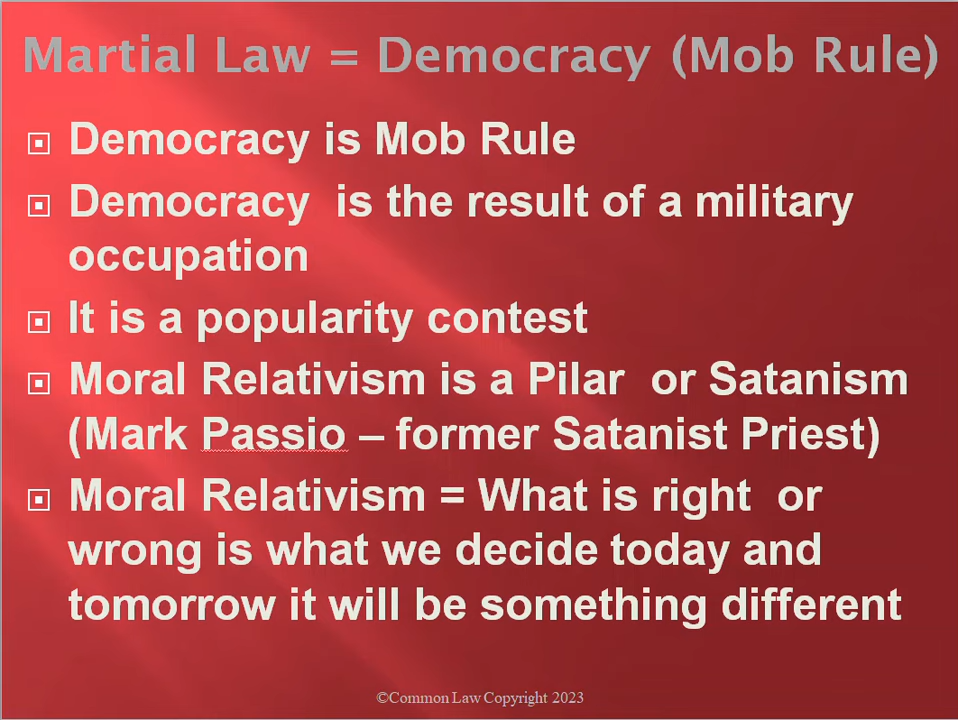 Martial Law = Democracy (Mob Rule)
Democracy is Mob Rule
Democracy  is the result of a military
occupation
It is a popularity contest
Moral Relativism is a Pilar  or Satanism
(Mark Passio – former Satanist Priest)
Moral Relativism = What is right  or
wrong is what we decide today and
tomorrow it will be something different
©Common Law Copyright 2023